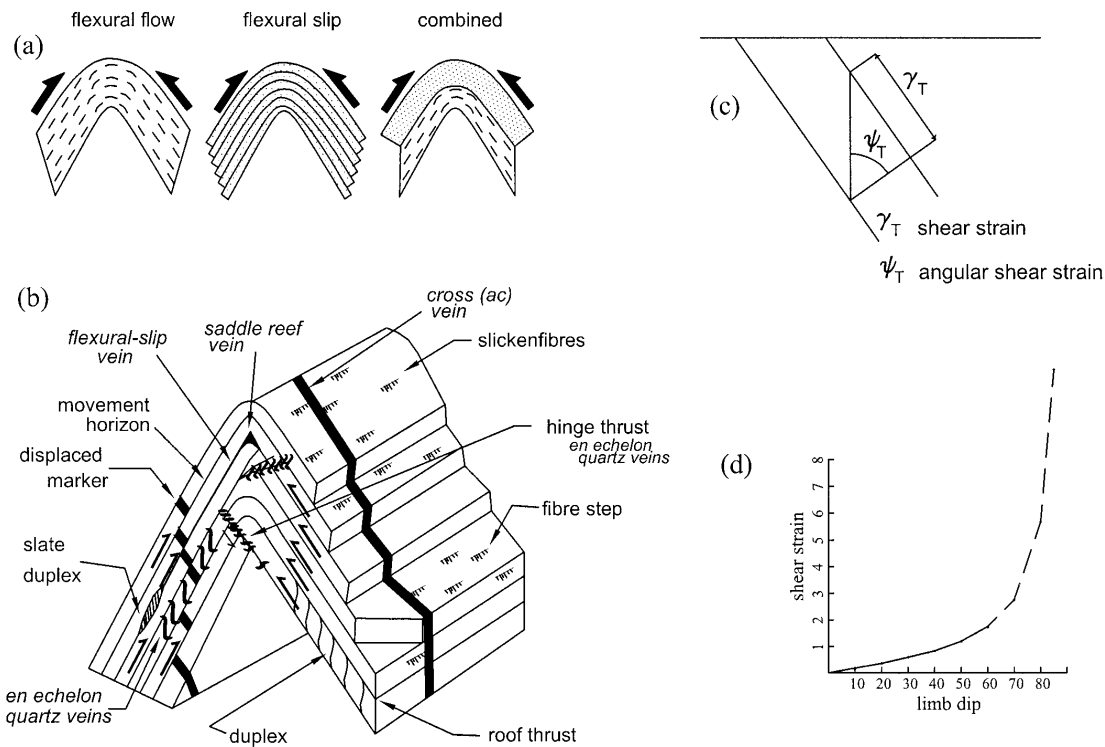 (a)
flexural flow
flexural slip
combined
(b)
cross (ac)
vein
saddle reef
vein
flexural-slip
vein
slickenfibres
movement
horizon
hinge thrust
en echelon
quartz veins
displaced
marker
fibre step
slate
duplex
en echelon
quartz veins
duplex
roof thrust
(c)
γT
ψT
γT shear strain
ψT angular shear strain
(d)
shear strain
8
7
6
5
4
3
2
1
10 20 30 40 50 60 70 80
limb dip